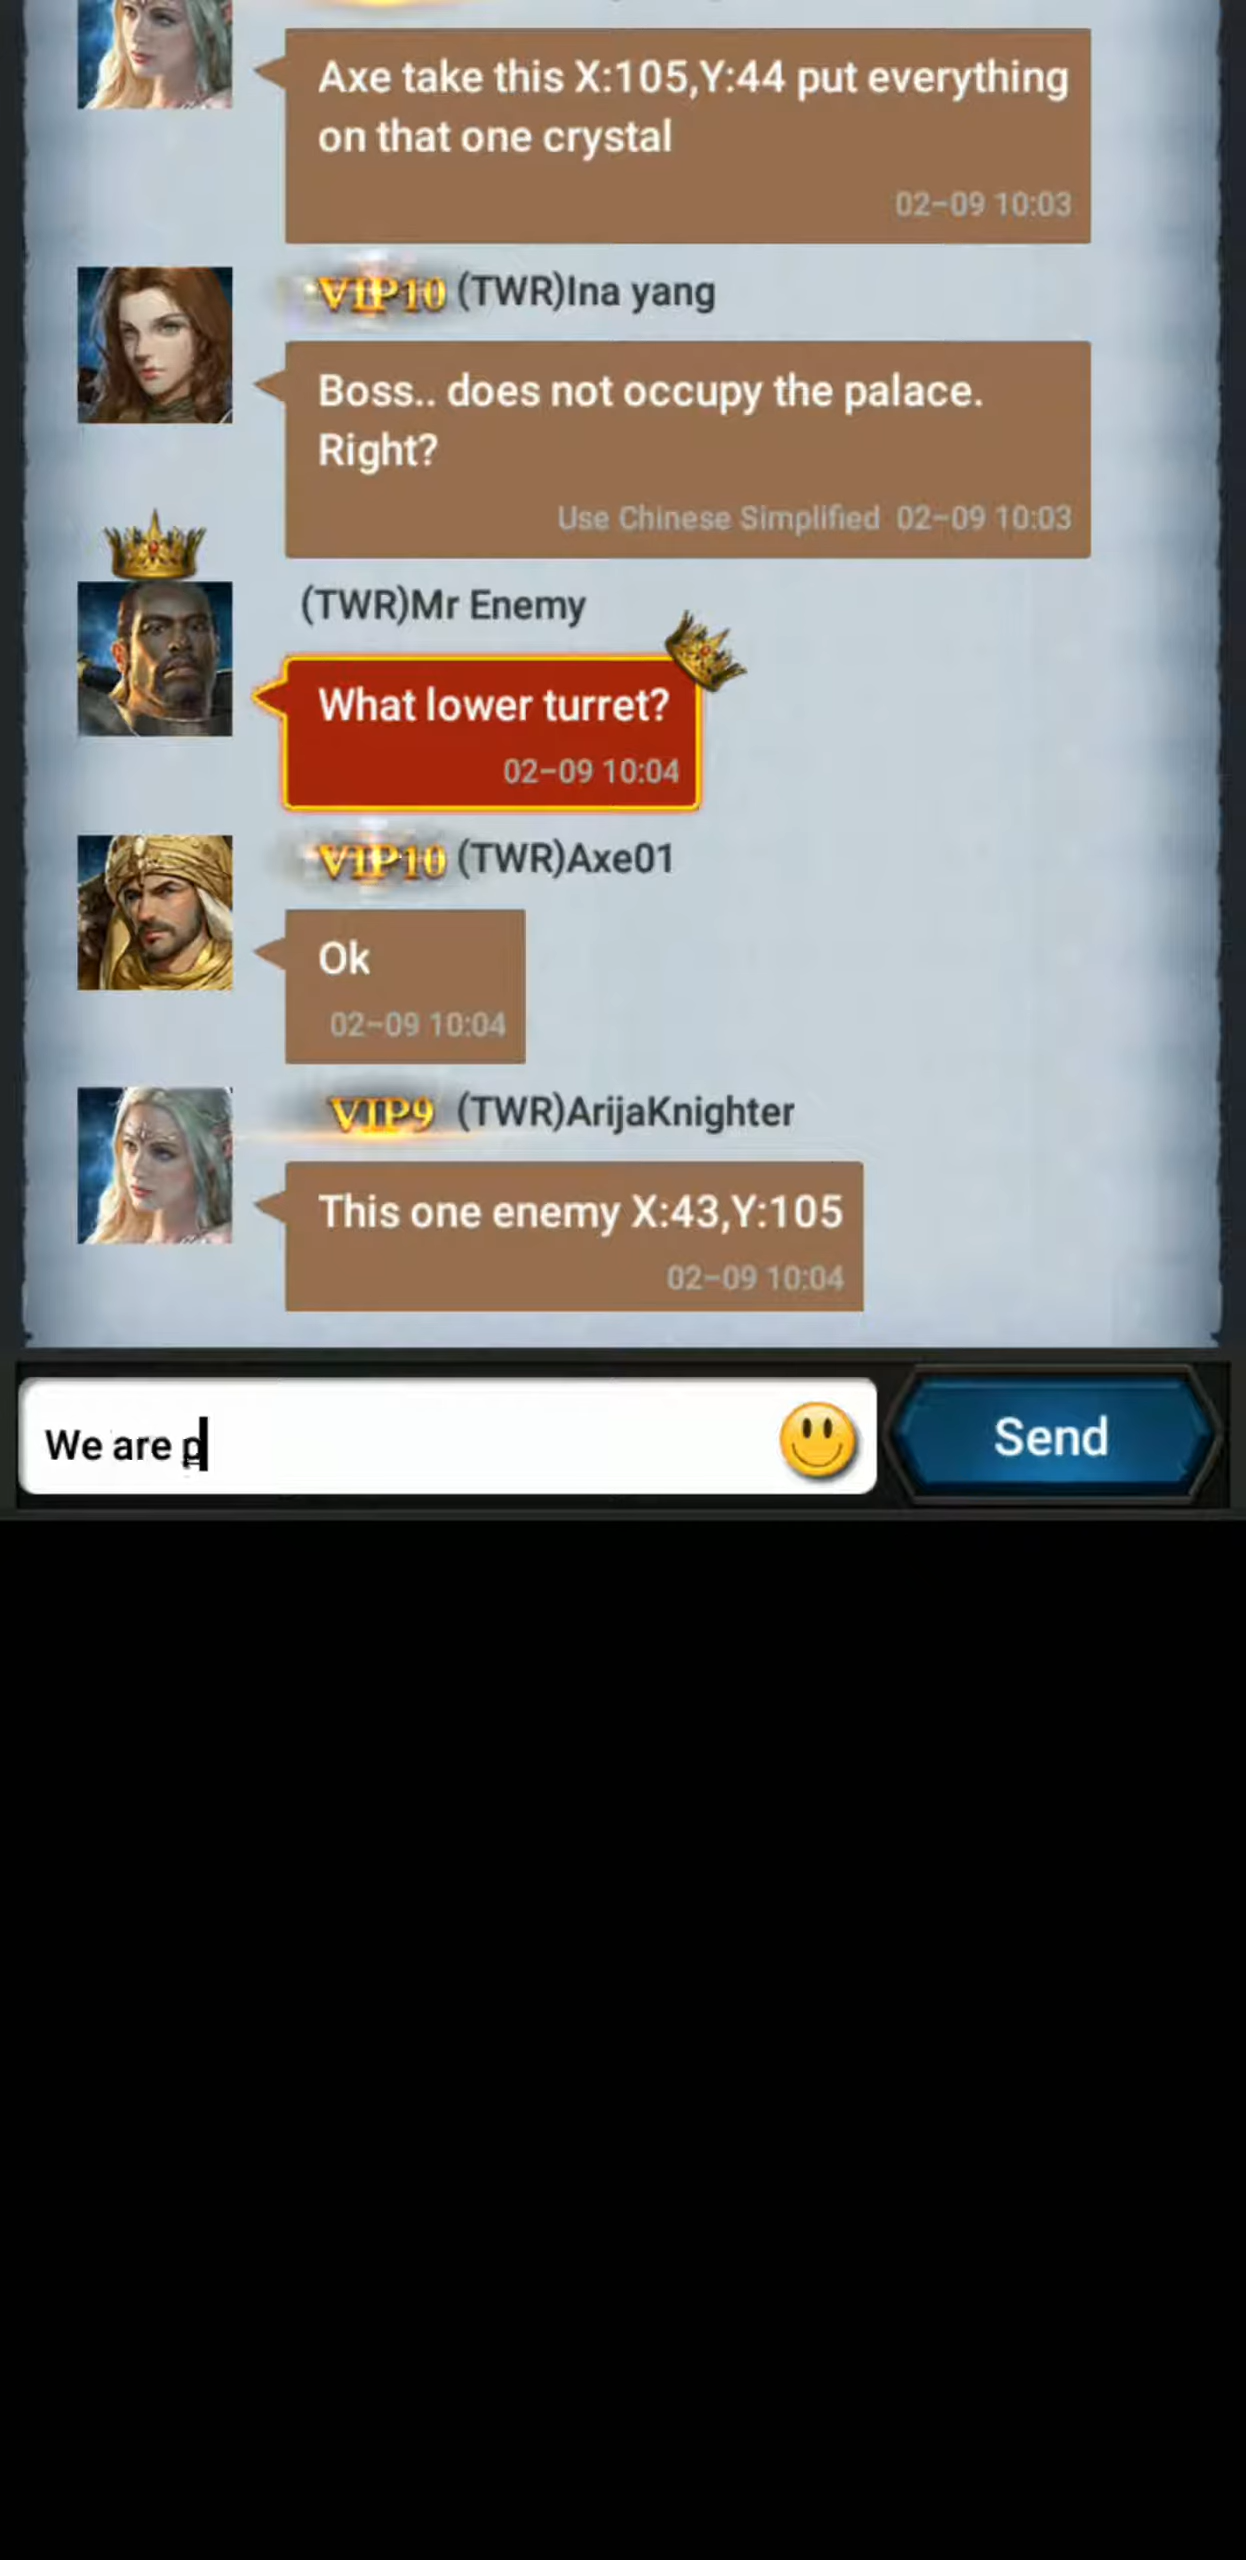 Axe take this X:105,Y:44 put everything
on that one crystal
02-09 10:03
VIP10 (TWR)Ina yang
Boss.. does not occupy the palace.
Right?
Use Chinese Simplified 02-09 10:03
(TWR)Mr Enemy
What lower turret?
02-09 10:04
VIP10 (TWR)Axe01
Ok
02-09 10:04
VIP9 (TWR)ArijaKnighter
This one enemy X:43,Y:105
02-09 10:04
We are p
Send